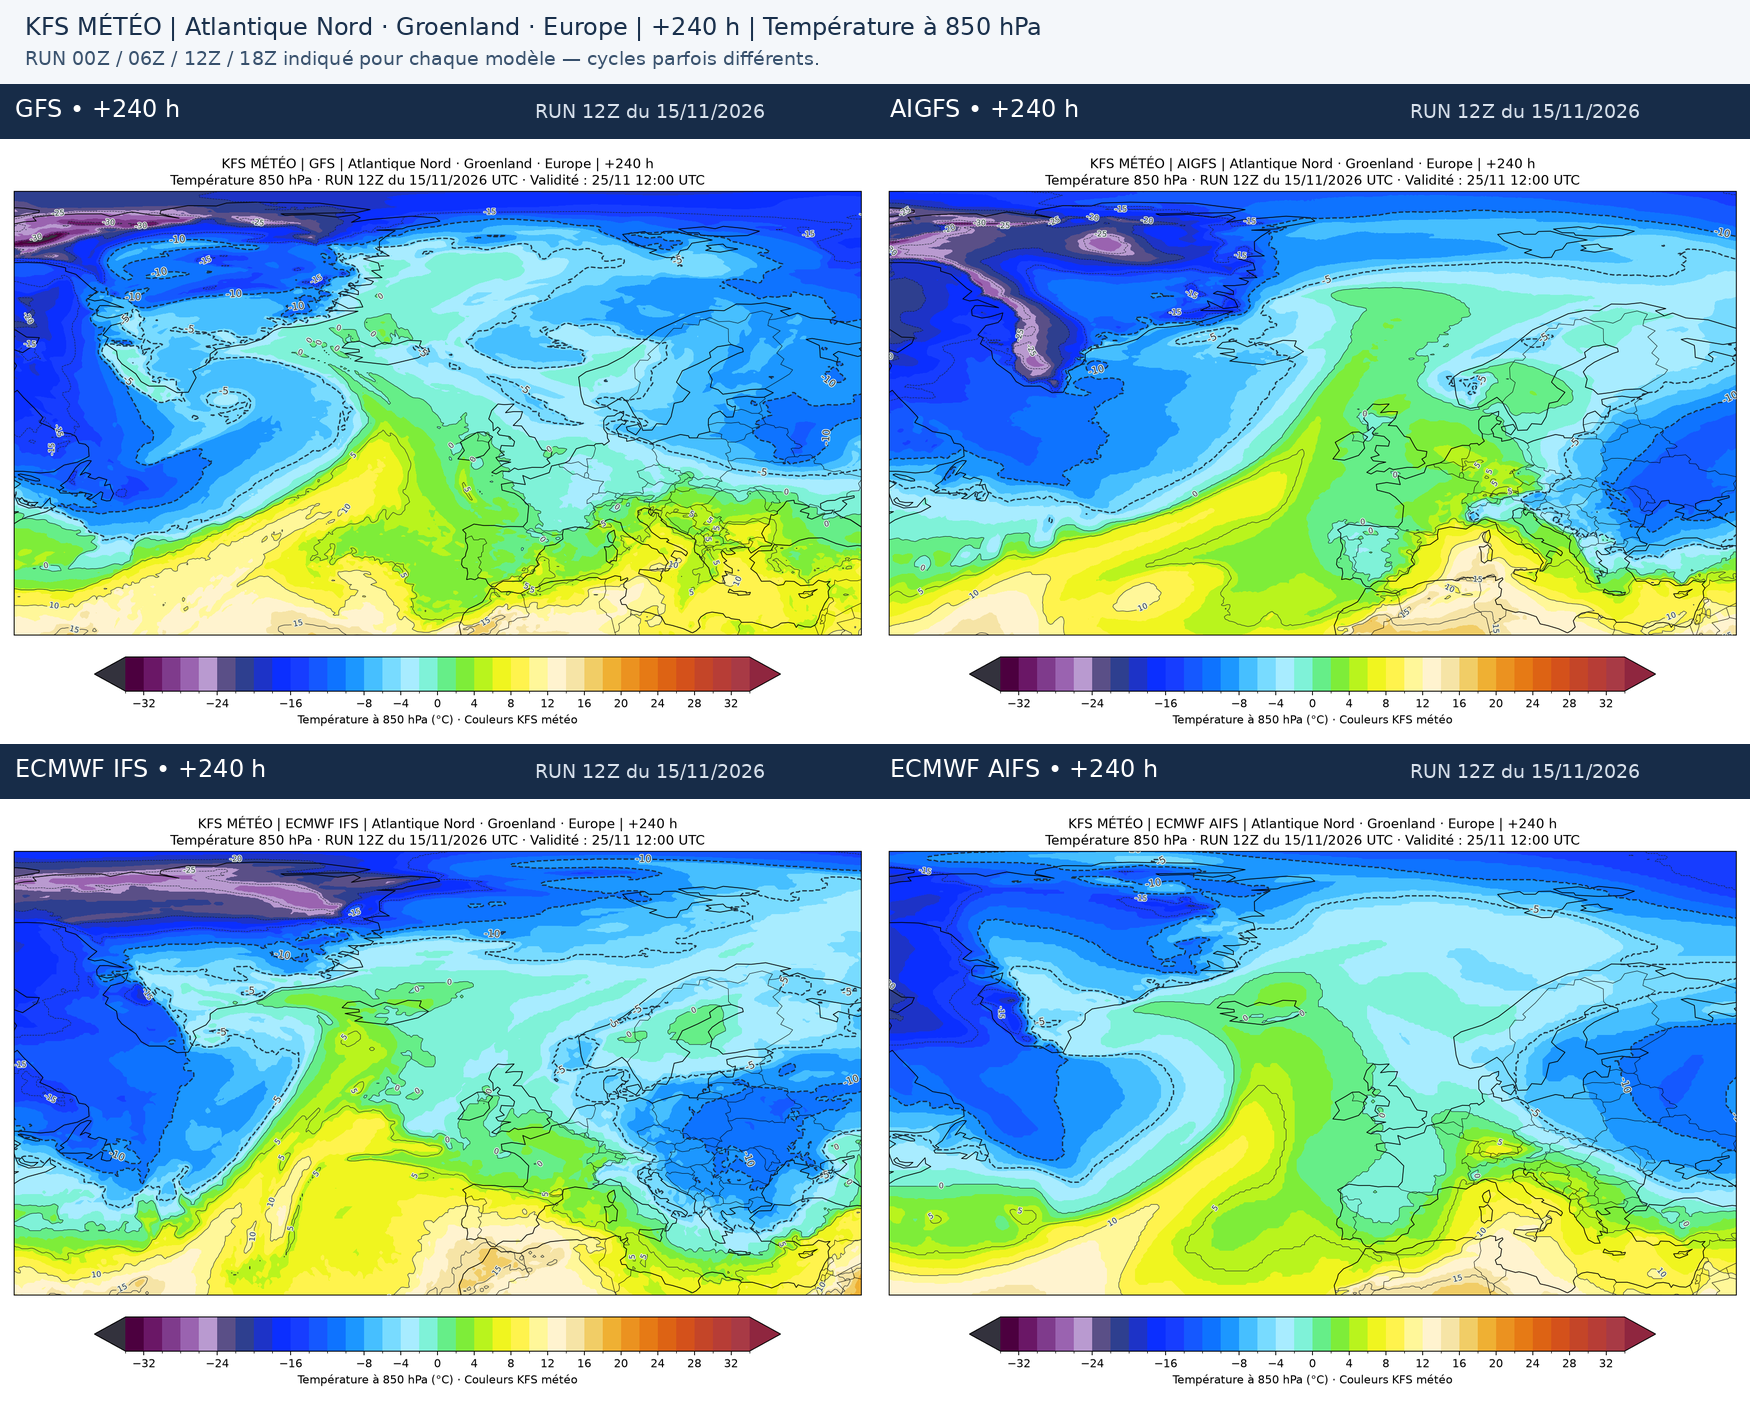 KFS MÉTÉO | Atlantique Nord · Groenland · Europe | +240 h | Température à 850 hPa
RUN 00Z / 06Z / 12Z / 18Z indiqué pour chaque modèle — cycles parfois différents.
GFS • +240 h
RUN 12Z du 15/11/2026
KFS MÉTÉO | GFS | Atlantique Nord · Groenland · Europe | +240 h
Température 850 hPa · RUN 12Z du 15/11/2026 UTC · Validité : 25/11 12:00 UTC
−32 −24 −16 −8 −4 0 4 8 12 16 20 24 28 32
Température à 850 hPa (°C) · Couleurs KFS météo
AIGFS • +240 h
RUN 12Z du 15/11/2026
KFS MÉTÉO | AIGFS | Atlantique Nord · Groenland · Europe | +240 h
Température 850 hPa · RUN 12Z du 15/11/2026 UTC · Validité : 25/11 12:00 UTC
−32 −24 −16 −8 −4 0 4 8 12 16 20 24 28 32
Température à 850 hPa (°C) · Couleurs KFS météo
ECMWF IFS • +240 h
RUN 12Z du 15/11/2026
KFS MÉTÉO | ECMWF IFS | Atlantique Nord · Groenland · Europe | +240 h
Température 850 hPa · RUN 12Z du 15/11/2026 UTC · Validité : 25/11 12:00 UTC
−32 −24 −16 −8 −4 0 4 8 12 16 20 24 28 32
Température à 850 hPa (°C) · Couleurs KFS météo
ECMWF AIFS • +240 h
RUN 12Z du 15/11/2026
KFS MÉTÉO | ECMWF AIFS | Atlantique Nord · Groenland · Europe | +240 h
Température 850 hPa · RUN 12Z du 15/11/2026 UTC · Validité : 25/11 12:00 UTC
−32 −24 −16 −8 −4 0 4 8 12 16 20 24 28 32
Température à 850 hPa (°C) · Couleurs KFS météo